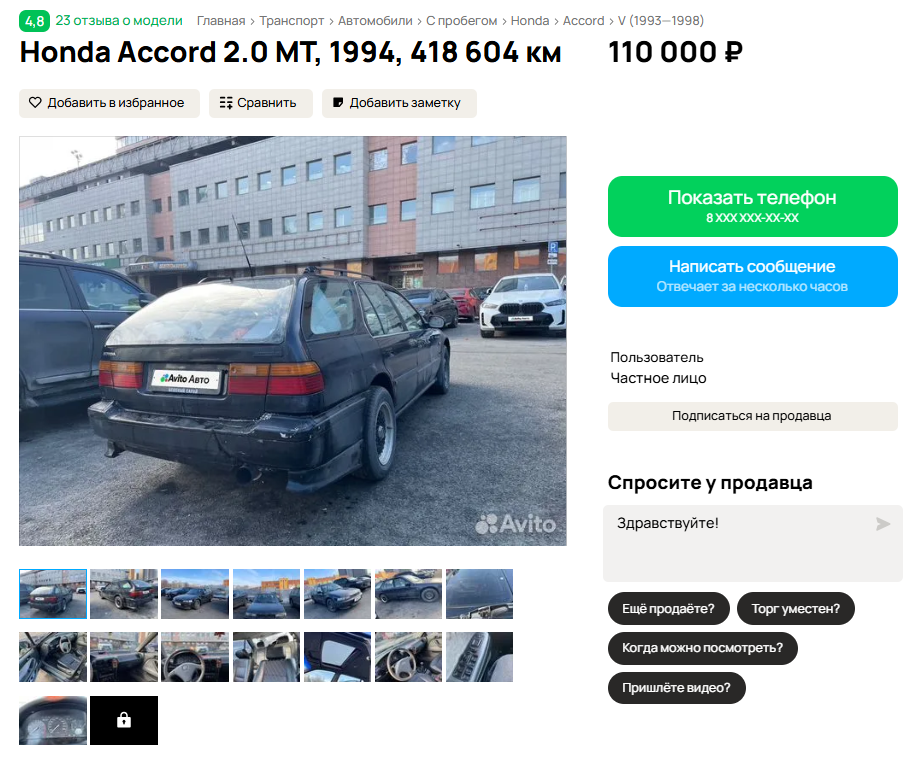 4,8 23 отзыва о модели Главная › Транспорт › Автомобили › С пробегом › Honda › Accord › V (1993—1998)
Honda Accord 2.0 MT, 1994, 418 604 км
110 000 ₽
Добавить в избранное
Сравнить
Добавить заметку
Avito Авто
Avito
Показать телефон
8 XXX XXX-XX-XX
Написать сообщение
Отвечает за несколько часов
Пользователь
Частное лицо
Подписаться на продавца
Спросите у продавца
Здравствуйте!
Ещё продаёте?
Торг уместен?
Когда можно посмотреть?
Пришлёте видео?